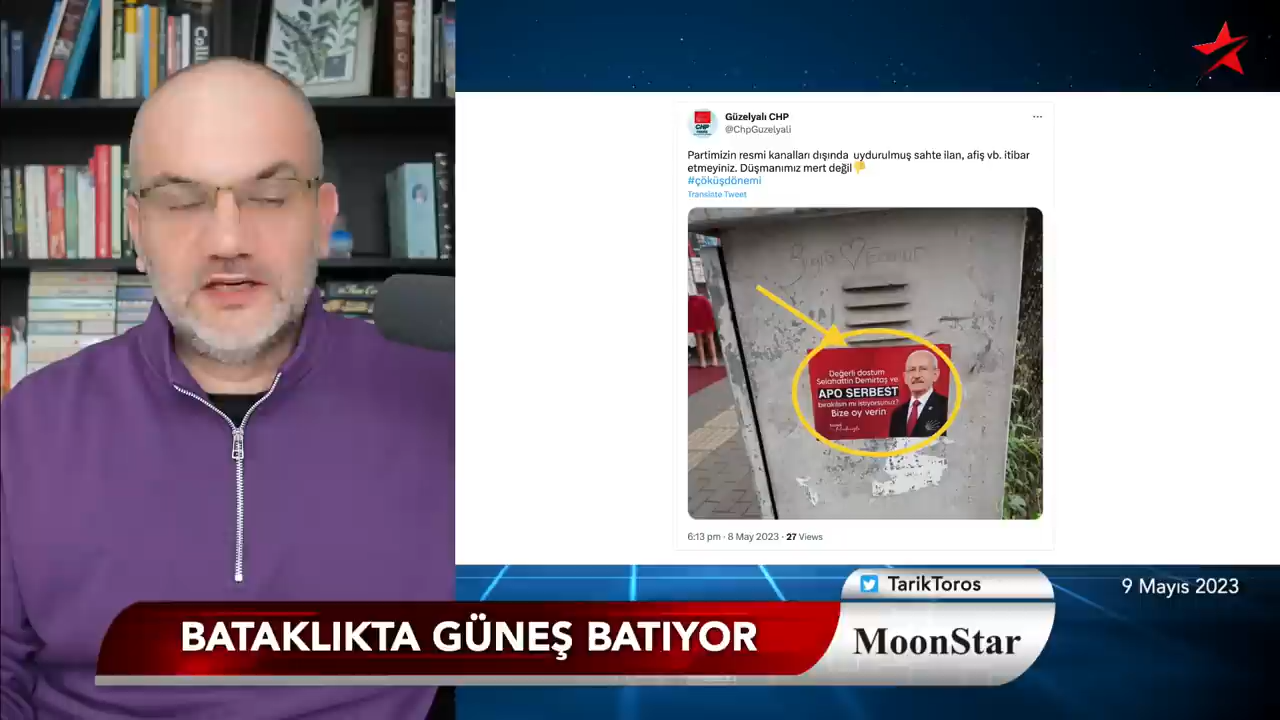 Colli
Güzelyalı CHP
@ChpGuzelyali
Partimizin resmi kanalları dışında uydurulmuş sahte ilan, afiş vb. itibar
etmeyiniz. Düşmanımız mert değil👎
#çöküşdönemi
Translate Tweet
CHP
Değerli dostum
Selahattin Demirtaş ve
APO SERBEST
bırakılsın mı istiyorsunuz?
Bize oy verin
6:13 pm · 8 May 2023 · 27 Views
TarikToros
9 Mayıs 2023
BATAKLIKTA GÜNEŞ BATIYOR
MoonStar